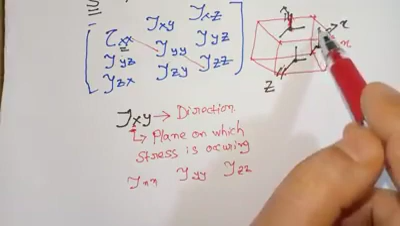 τxx τxy τxz
τyz τyy τyz
τzx τzy τzz
x
x
z
τxy → Direction
↳ Plane on which
stress is occuring
τxx τyy τzz